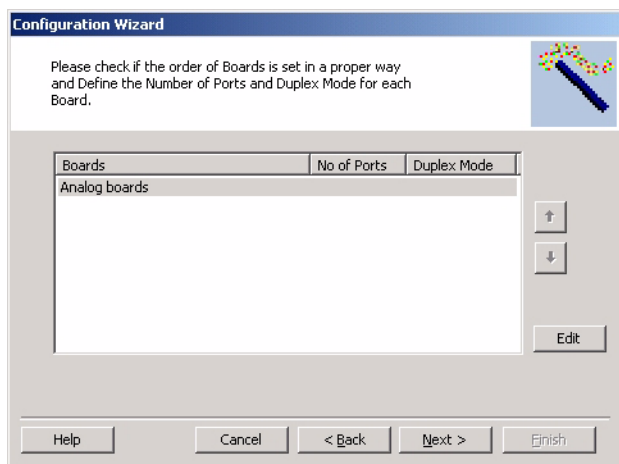 Configuration Wizard
Please check if the order of Boards is set in a proper way
and Define the Number of Ports and Duplex Mode for each
Board.
Boards No of Ports Duplex Mode
Analog boards
Edit
Help Cancel < Back Next > Finish